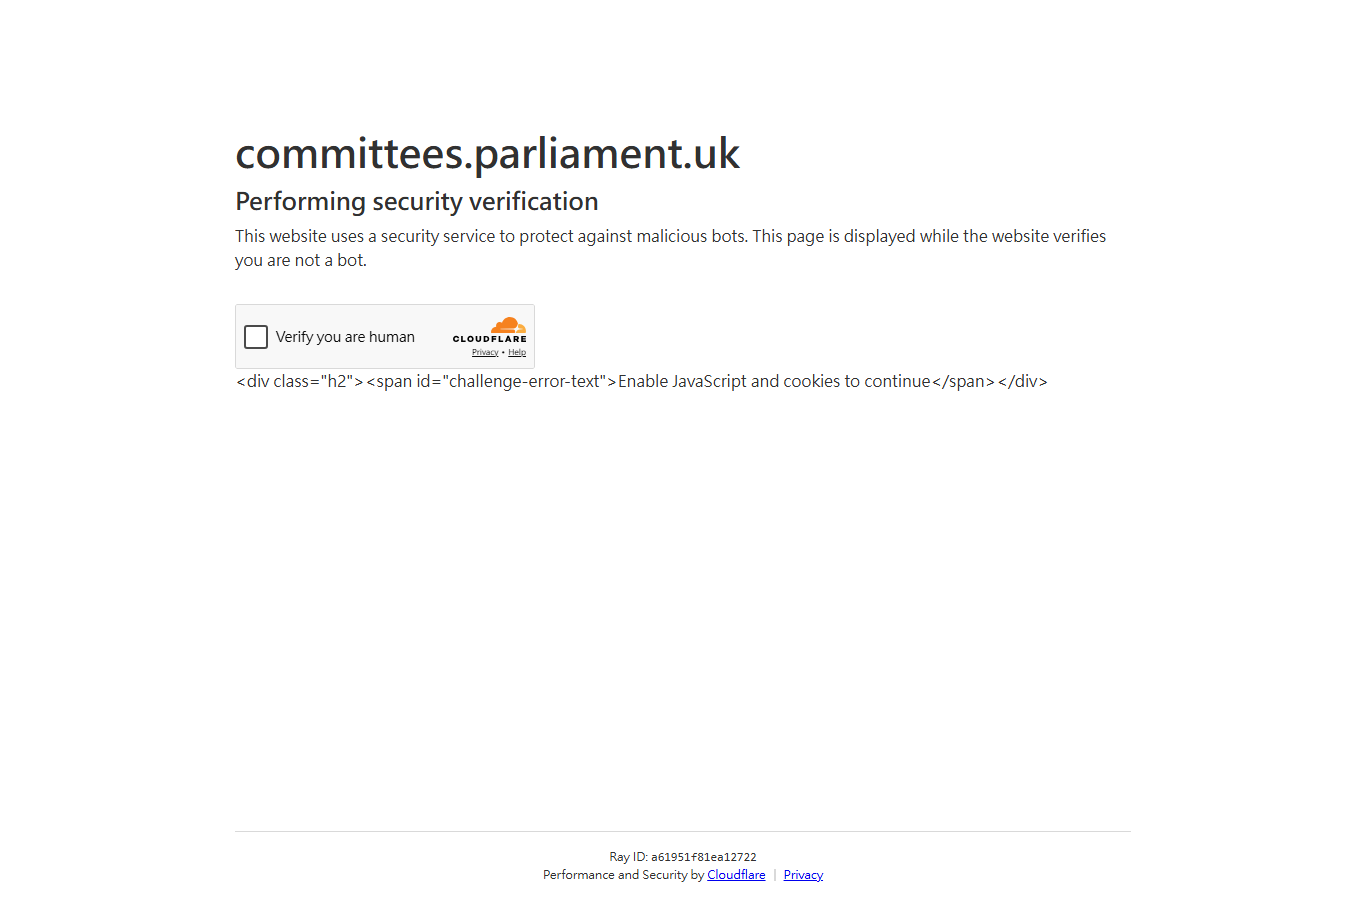 committees.parliament.uk
Performing security verification
This website uses a security service to protect against malicious bots. This page is displayed while the website verifies
you are not a bot.
Verify you are human
CLOUDFLARE
Privacy • Help
<div class="h2"><span id="challenge-error-text">Enable JavaScript and cookies to continue</span></div>
Ray ID: a61951f81ea12722
Performance and Security by Cloudflare | Privacy